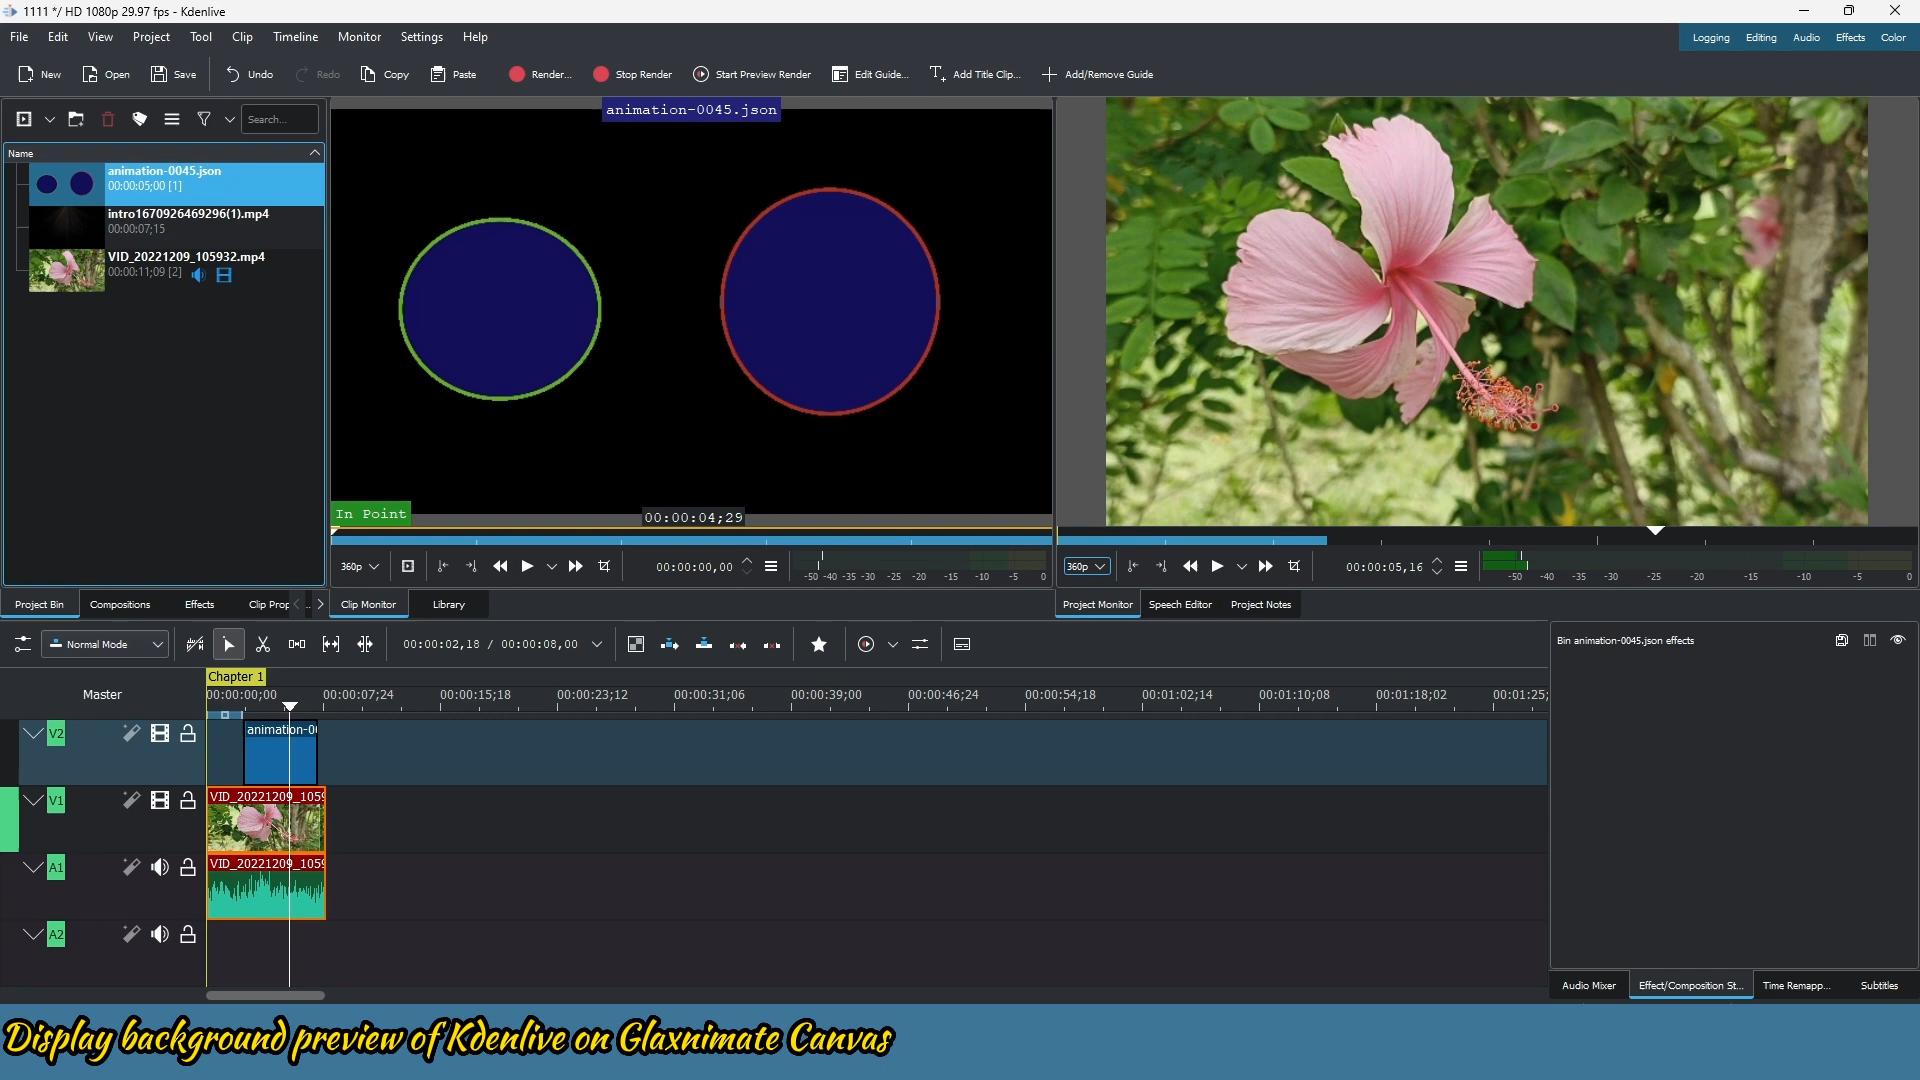 1111 */ HD 1080p 29.97 fps - Kdenlive
File Edit View Project Tool Clip Timeline Monitor Settings Help
Logging Editing Audio Effects Color
New Open Save Undo Redo Copy Paste Render... Stop Render Start Preview Render Edit Guide... Add Title Clip... Add/Remove Guide
Search...
Name
animation-0045.json
00:00:05;00 [1]
intro1670926469296(1).mp4
00:00:07;15
VID_20221209_105932.mp4
00:00:11;09 [2]
animation-0045.json
In Point
00:00:04;29
360p 00:00:00,00 -50 -40 -35 -30 -25 -20 -15 -10 -5 0
360p 00:00:05,16 -50 -40 -35 -30 -25 -20 -15 -10 -5 0
Project Bin Compositions Effects Clip Prop ...
Clip Monitor Library
Project Monitor Speech Editor Project Notes
Normal Mode 00:00:02,18 / 00:00:08,00
Bin animation-0045.json effects
Chapter 1
Master
00:00:00;00 00:00:07;24 00:00:15;18 00:00:23;12 00:00:31;06 00:00:39;00 00:00:46;24 00:00:54;18 00:01:02;14 00:01:10;08 00:01:18;02 00:01:25;
V2 animation-0
V1 VID_20221209_105
A1 VID_20221209_105
A2
Audio Mixer Effect/Composition St... Time Remapp... Subtitles
Display background preview of Kdenlive on Glaxnimate Canvas